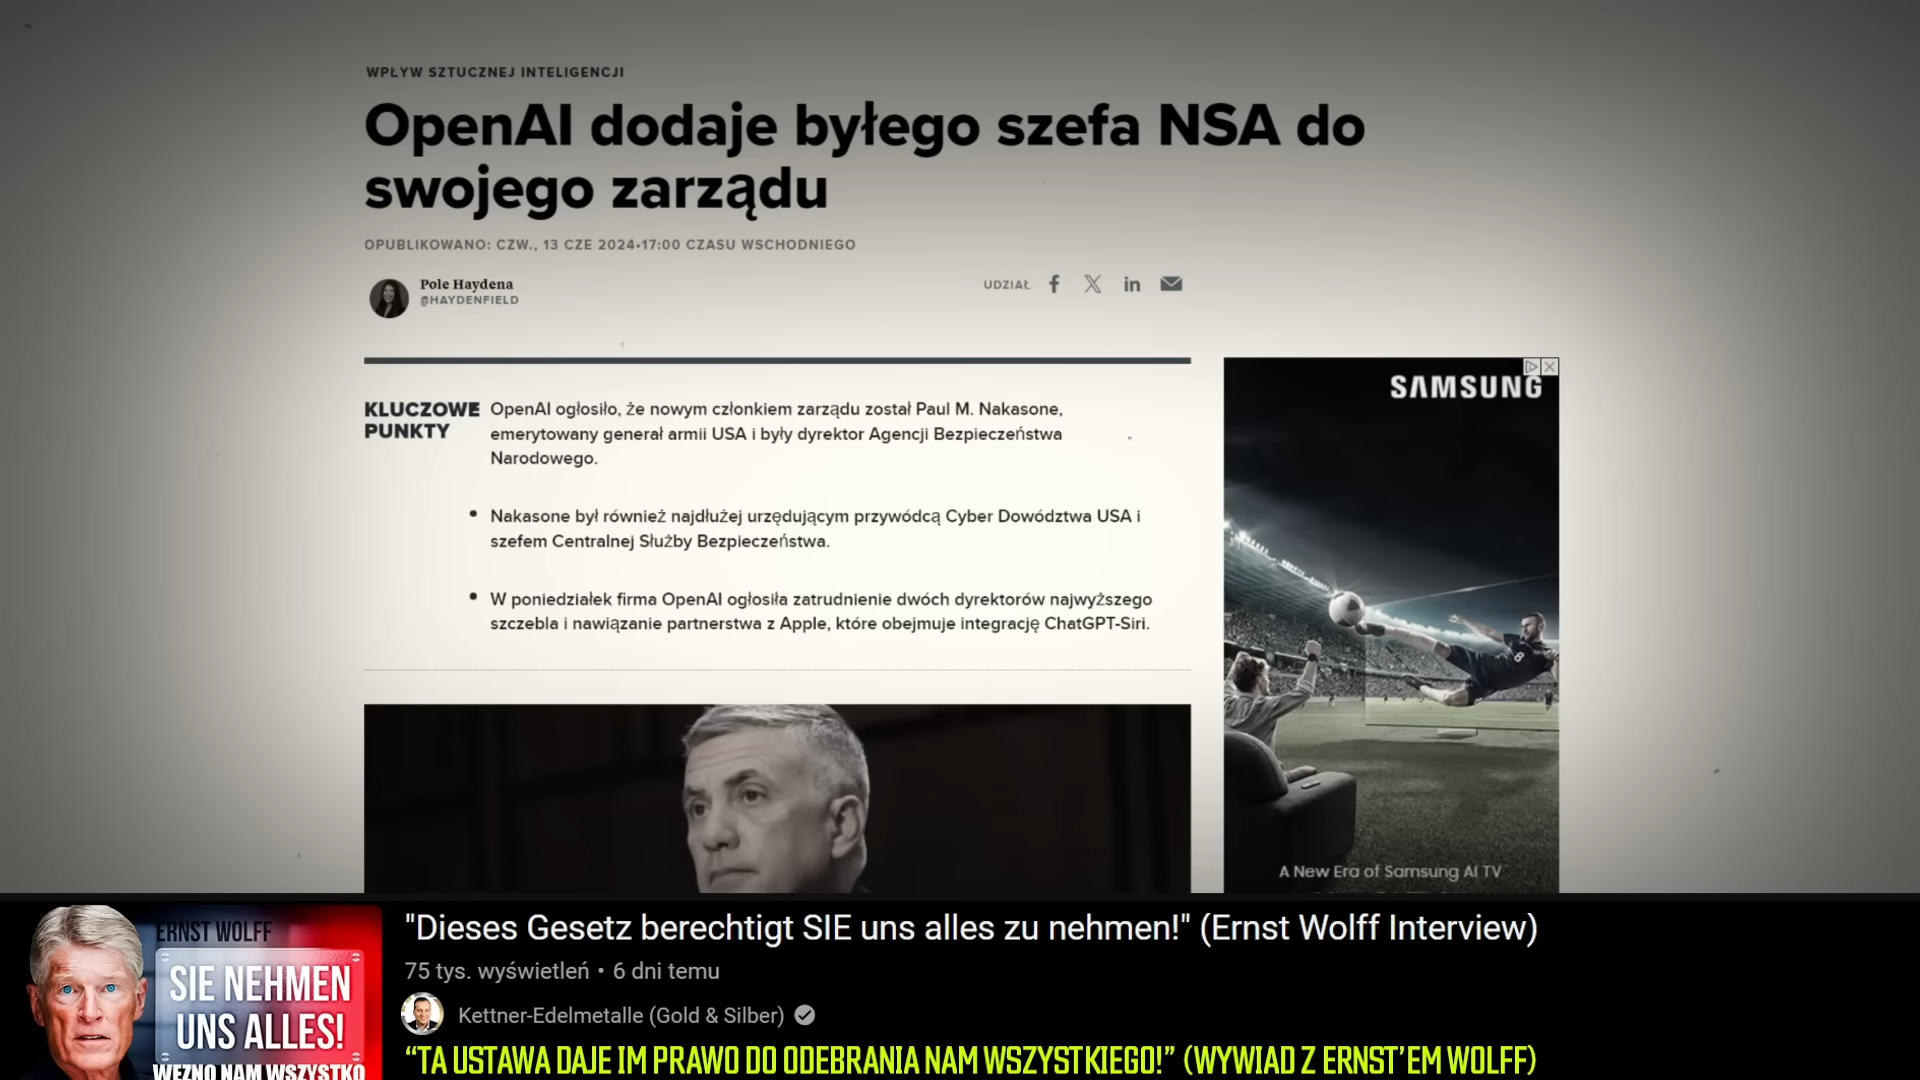 WPŁYW SZTUCZNEJ INTELIGENCJI
OpenAI dodaje byłego szefa NSA do
swojego zarządu
OPUBLIKOWANO: CZW., 13 CZE 2024•17:00 CZASU WSCHODNIEGO
Pole Haydena
@HAYDENFIELD
UDZIAŁ
KLUCZOWE
PUNKTY
OpenAI ogłosiło, że nowym członkiem zarządu został Paul M. Nakasone,
emerytowany generał armii USA i były dyrektor Agencji Bezpieczeństwa
Narodowego.
• Nakasone był również najdłużej urzędującym przywódcą Cyber Dowództwa USA i
szefem Centralnej Służby Bezpieczeństwa.
• W poniedziałek firma OpenAI ogłosiła zatrudnienie dwóch dyrektorów najwyższego
szczebla i nawiązanie partnerstwa z Apple, które obejmuje integrację ChatGPT-Siri.
SAMSUNG
8
A New Era of Samsung AI TV
ERNST WOLFF
SIE NEHMEN
UNS ALLES!
WEZNO NAM WSZYSTKO
"Dieses Gesetz berechtigt SIE uns alles zu nehmen!" (Ernst Wolff Interview)
75 tys. wyświetleń • 6 dni temu
Kettner-Edelmetalle (Gold & Silber)
“TA USTAWA DAJE IM PRAWO DO ODEBRANIA NAM WSZYSTKIEGO!” (WYWIAD Z ERNST’EM WOLFF)